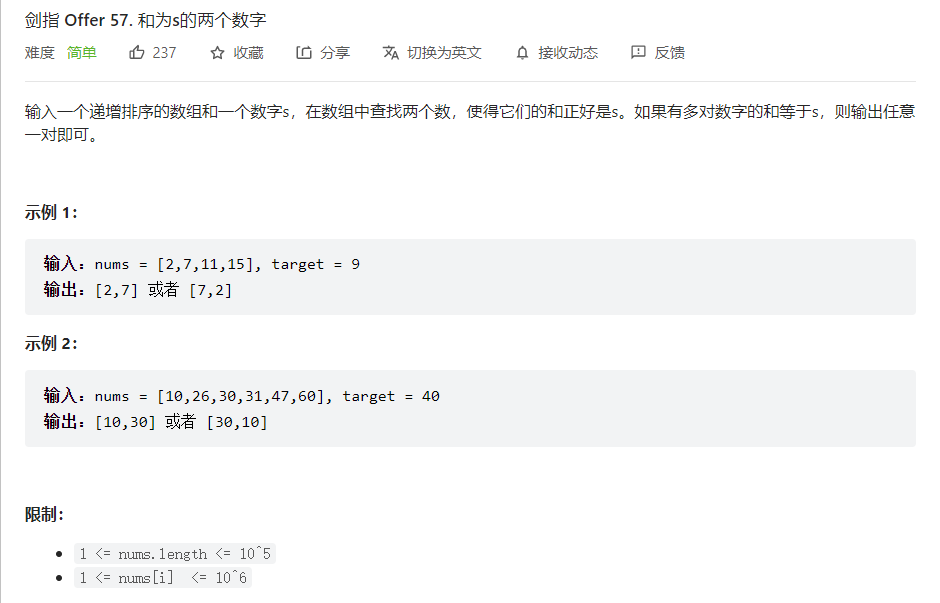 剑指 Offer 57. 和为s的两个数字
难度 简单 237 收藏 分享 切换为英文 接收动态 反馈
输入一个递增排序的数组和一个数字s，在数组中查找两个数，使得它们的和正好是s。如果有多对数字的和等于s，则输出任意
一对即可。
示例 1：
输入：nums = [2,7,11,15], target = 9
输出：[2,7] 或者 [7,2]
示例 2：
输入：nums = [10,26,30,31,47,60], target = 40
输出：[10,30] 或者 [30,10]
限制：
1 <= nums.length <= 10^5
1 <= nums[i] <= 10^6